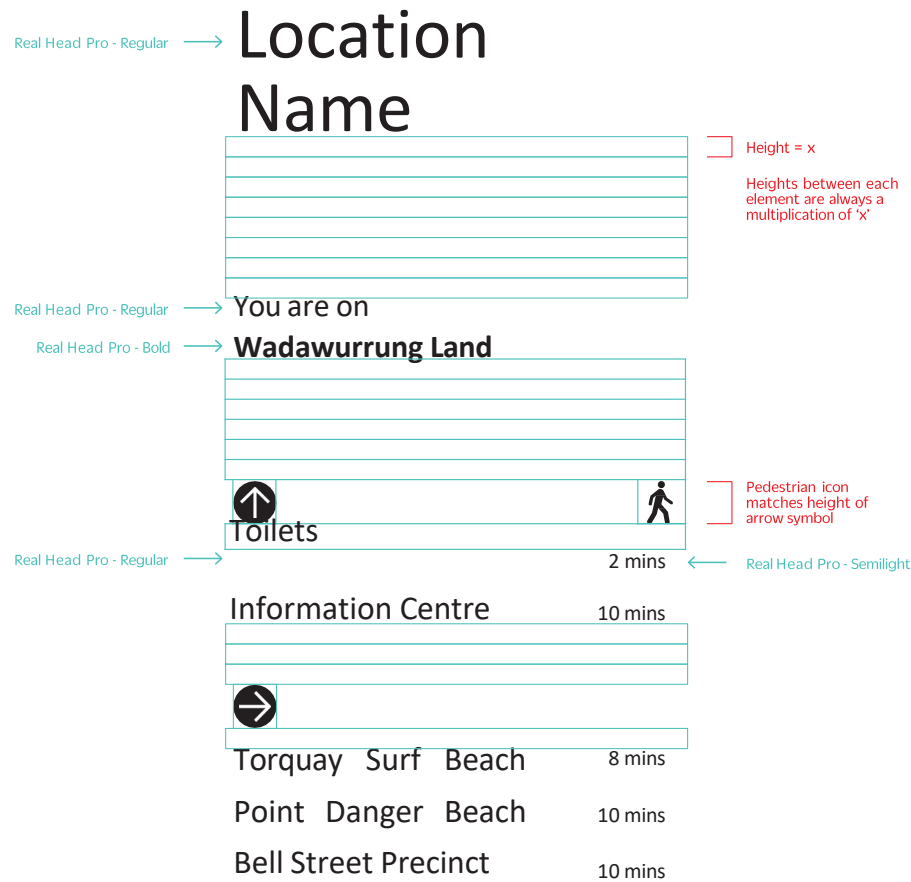 Real Head Pro - Regular
Location
Name
Height = x
Heights between each
element are always a
multiplication of ‘x’
Real Head Pro - Regular
You are on
Real Head Pro - Bold
Wadawurrung Land
Pedestrian icon
matches height of
arrow symbol
Toilets
Real Head Pro - Regular
2 mins
Real Head Pro - Semilight
Information Centre
10 mins
Torquay Surf Beach
8 mins
Point Danger Beach
10 mins
Bell Street Precinct
10 mins